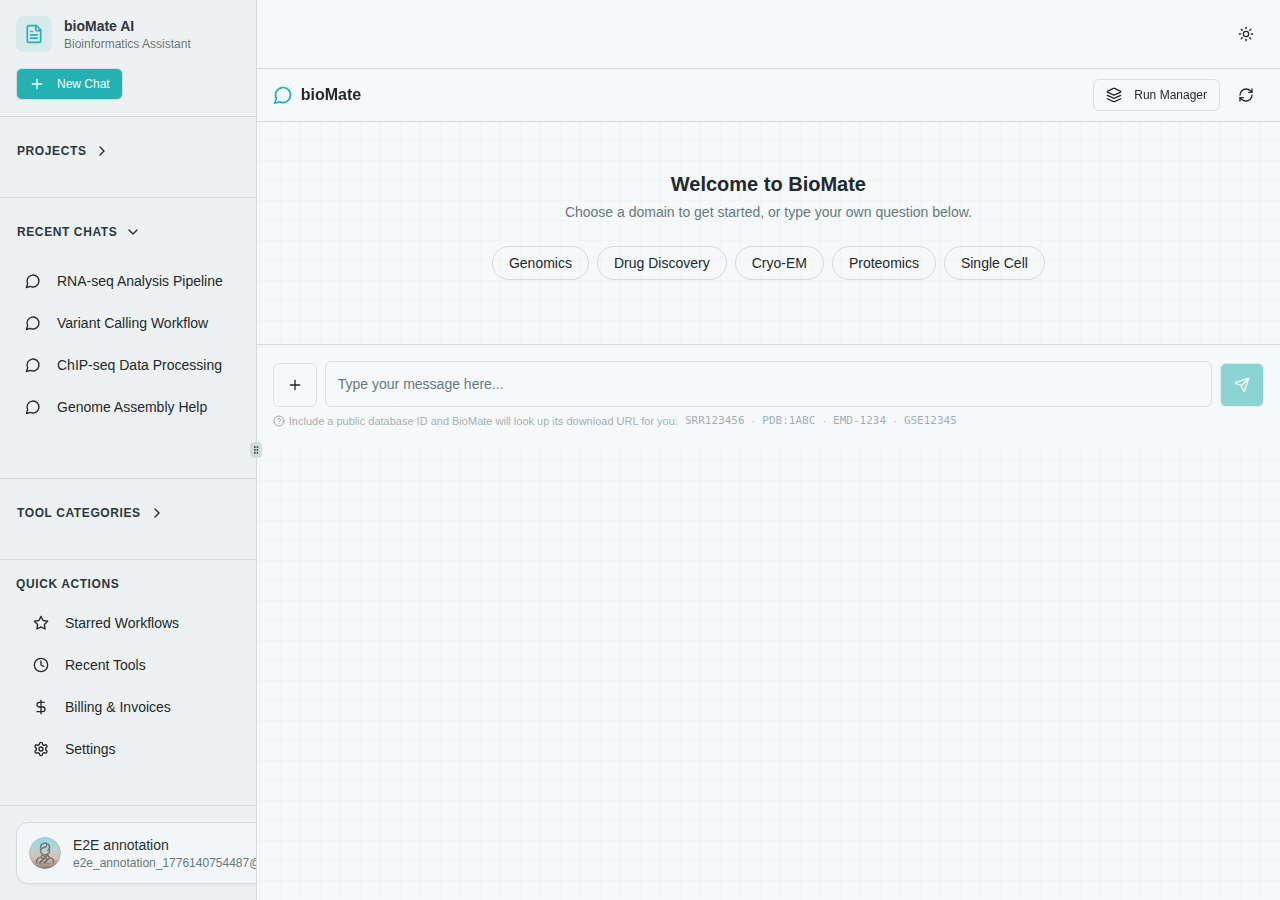 bioMate AI
Bioinformatics Assistant
New Chat
PROJECTS
RECENT CHATS
RNA-seq Analysis Pipeline
Variant Calling Workflow
ChIP-seq Data Processing
Genome Assembly Help
TOOL CATEGORIES
QUICK ACTIONS
Starred Workflows
Recent Tools
Billing & Invoices
Settings
E2E annotation
e2e_annotation_1776140754487@
bioMate
Run Manager
Welcome to BioMate
Choose a domain to get started, or type your own question below.
Genomics Drug Discovery Cryo-EM Proteomics Single Cell
Type your message here...
Include a public database ID and BioMate will look up its download URL for you: SRR123456 · PDB:1ABC · EMD-1234 · GSE12345